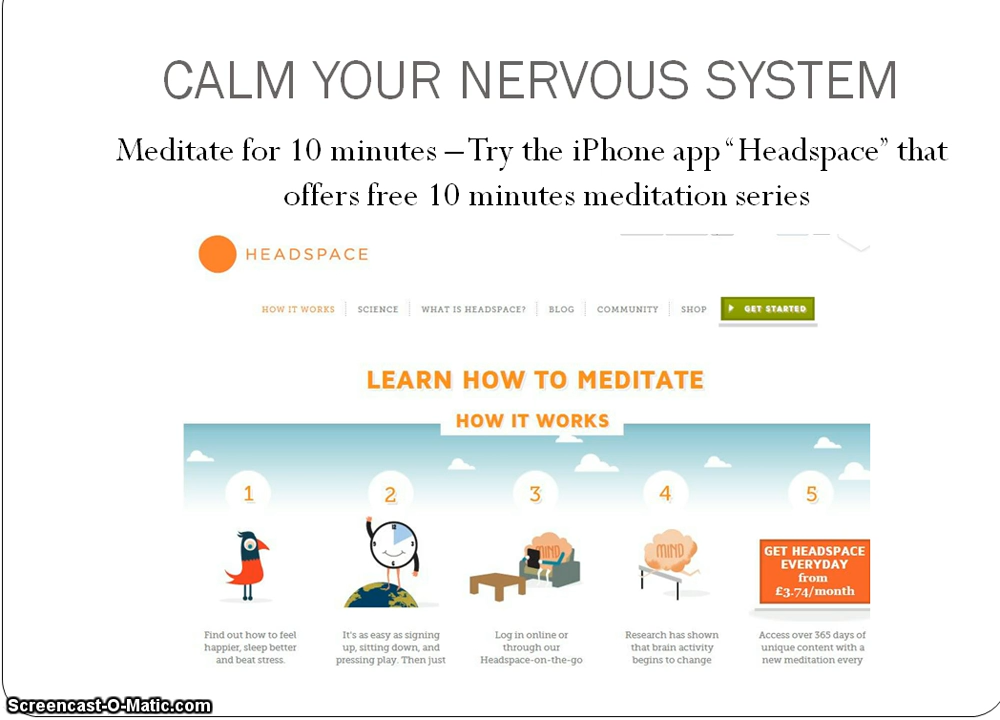 CALM YOUR NERVOUS SYSTEM
Meditate for 10 minutes – Try the iPhone app “Headspace” that
offers free 10 minutes meditation series
HEADSPACE
HOW IT WORKS SCIENCE WHAT IS HEADSPACE? BLOG COMMUNITY SHOP GET STARTED
LEARN HOW TO MEDITATE
HOW IT WORKS
1 2 3 4 5
12
3
6
9
MIND
MIND
GET HEADSPACE
EVERYDAY
from
£3.74/month
Find out how to feel
happier, sleep better
and beat stress.
It's as easy as signing
up, sitting down, and
pressing play. Then just
Log in online or
through our
Headspace-on-the-go
Research has shown
that brain activity
begins to change
Access over 365 days of
unique content with a
new meditation every
Screencast-O-Matic.com